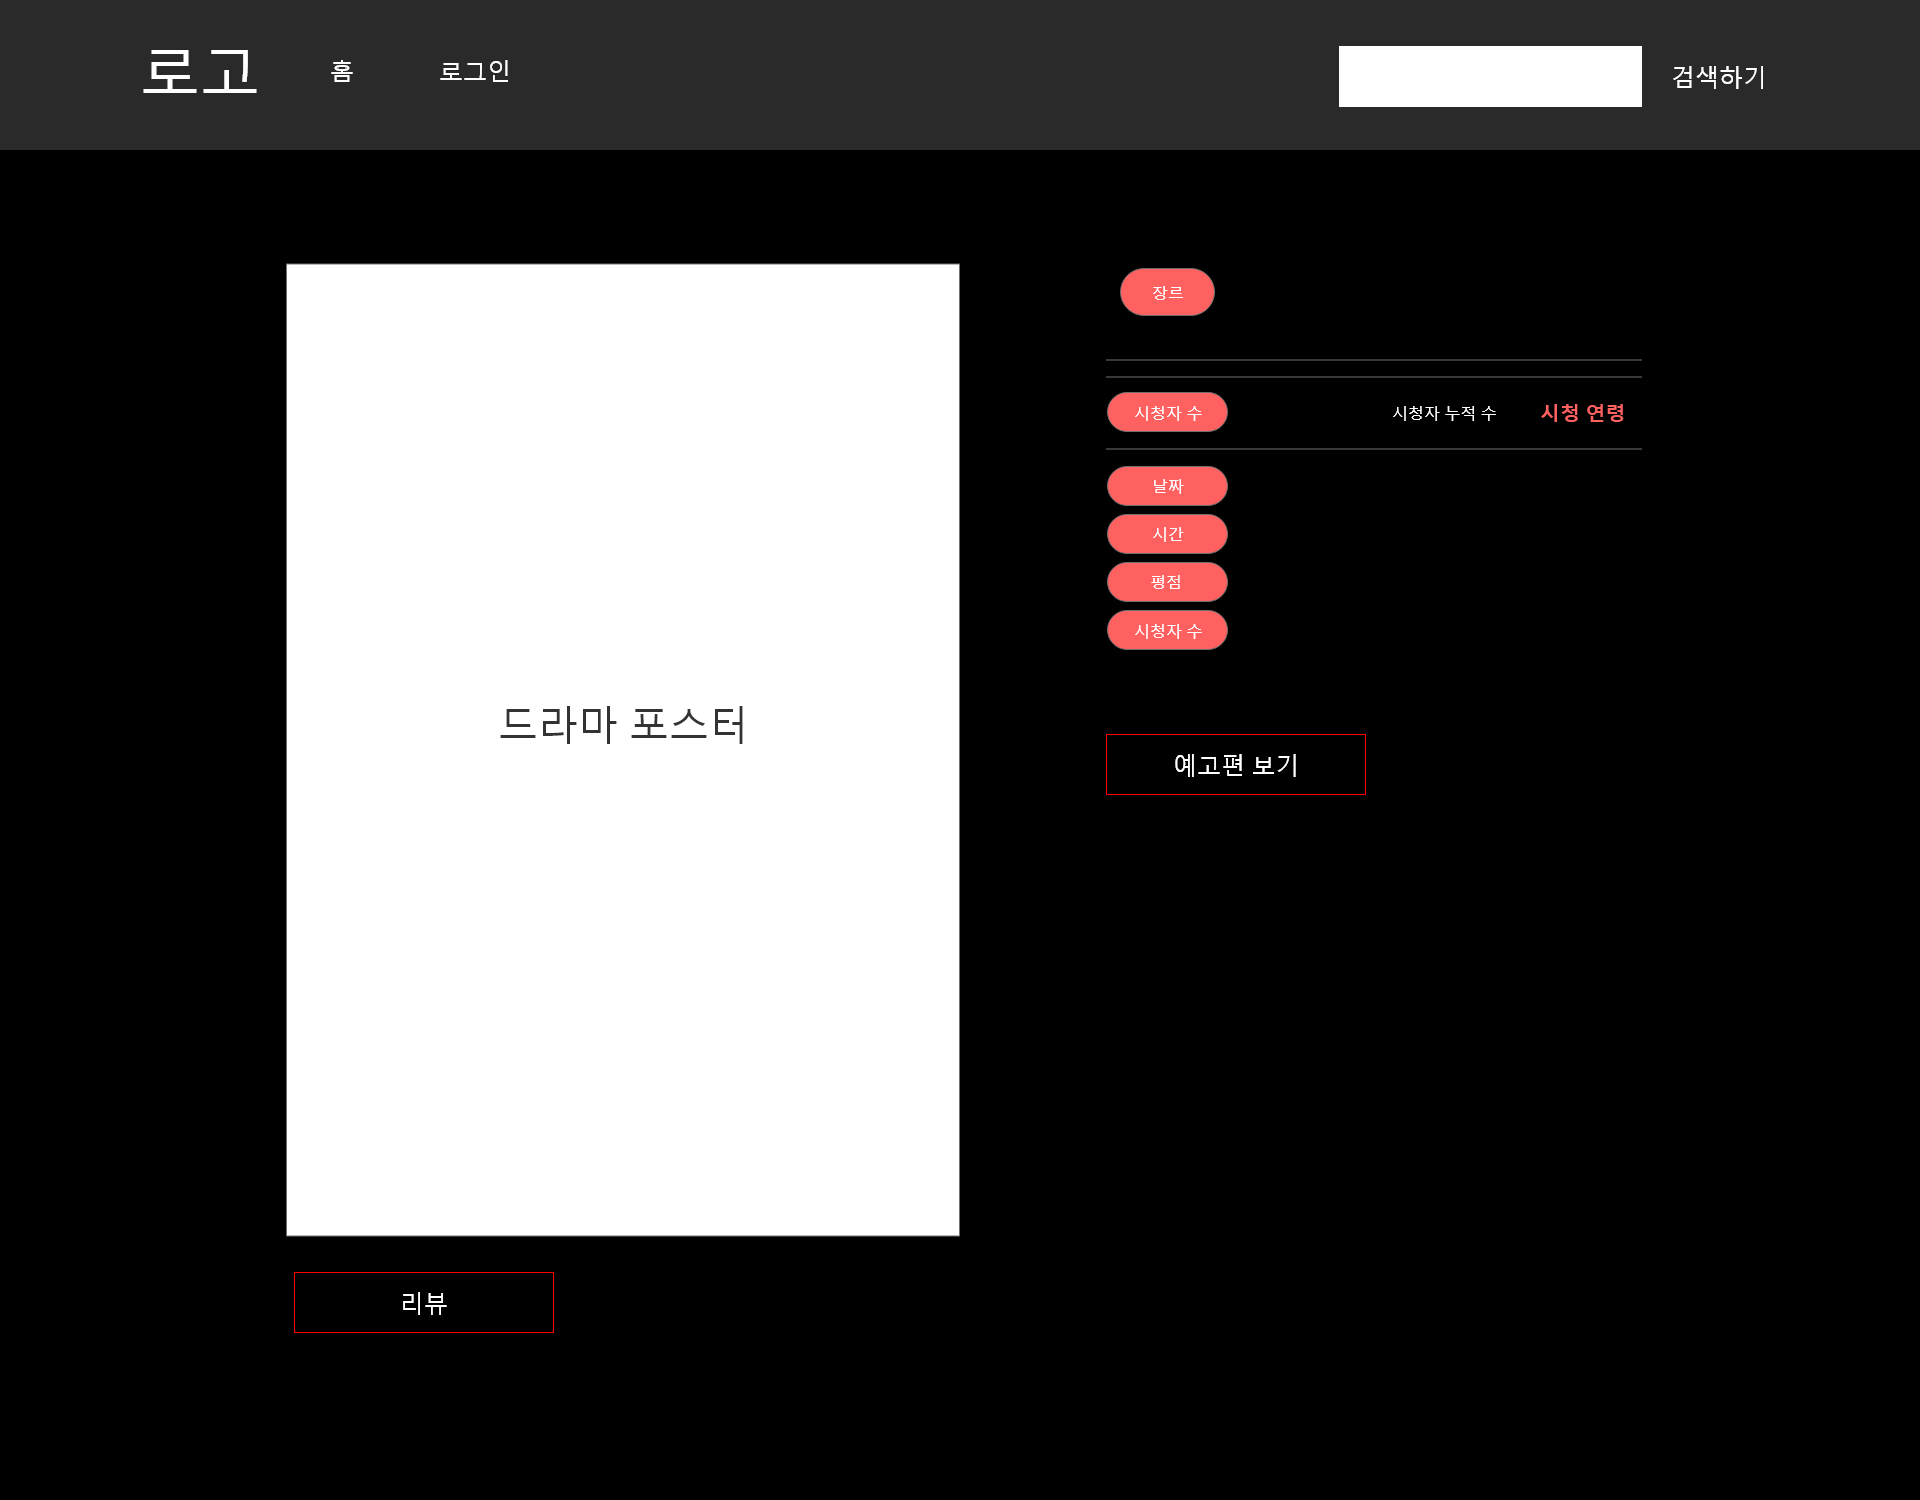 로고 홈 로그인 검색하기
장르
시청자 수 시청자 누적 수 시청 연령
날짜
시간
평점
시청자 수
드라마 포스터
예고편 보기
리뷰